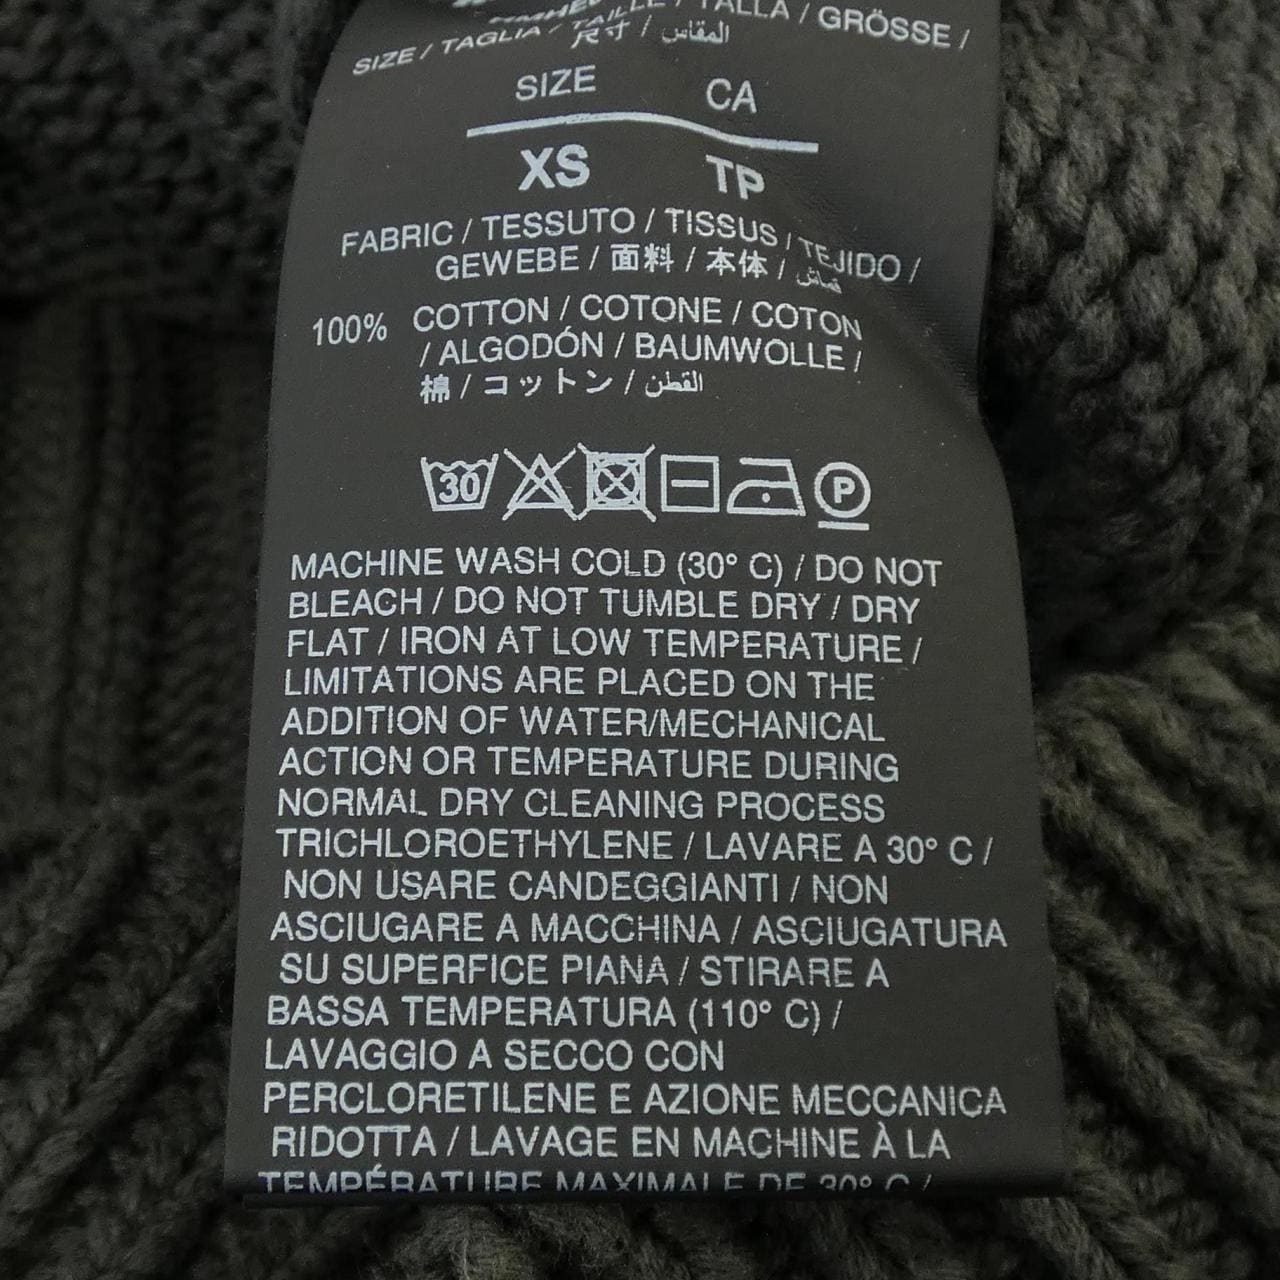 SIZE / TAGLIA / TAILLE / TALLA / GRÖSSE /
尺寸 / المقاس
SIZE CA
XS TP
FABRIC / TESSUTO / TISSUS / TEJIDO /
GEWEBE / 面料 / 本体 / قماش
100% COTTON / COTONE / COTON
/ ALGODÓN / BAUMWOLLE /
棉 / コットン / القطن
30 P
MACHINE WASH COLD (30° C) / DO NOT
BLEACH / DO NOT TUMBLE DRY / DRY
FLAT / IRON AT LOW TEMPERATURE /
LIMITATIONS ARE PLACED ON THE
ADDITION OF WATER/MECHANICAL
ACTION OR TEMPERATURE DURING
NORMAL DRY CLEANING PROCESS
TRICHLOROETHYLENE / LAVARE A 30° C /
NON USARE CANDEGGIANTI / NON
ASCIUGARE A MACCHINA / ASCIUGATURA
SU SUPERFICE PIANA / STIRARE A
BASSA TEMPERATURA (110° C) /
LAVAGGIO A SECCO CON
PERCLORETILENE E AZIONE MECCANICA
RIDOTTA / LAVAGE EN MACHINE À LA
TEMPÉRATURE MAXIMALE DE 30° C /